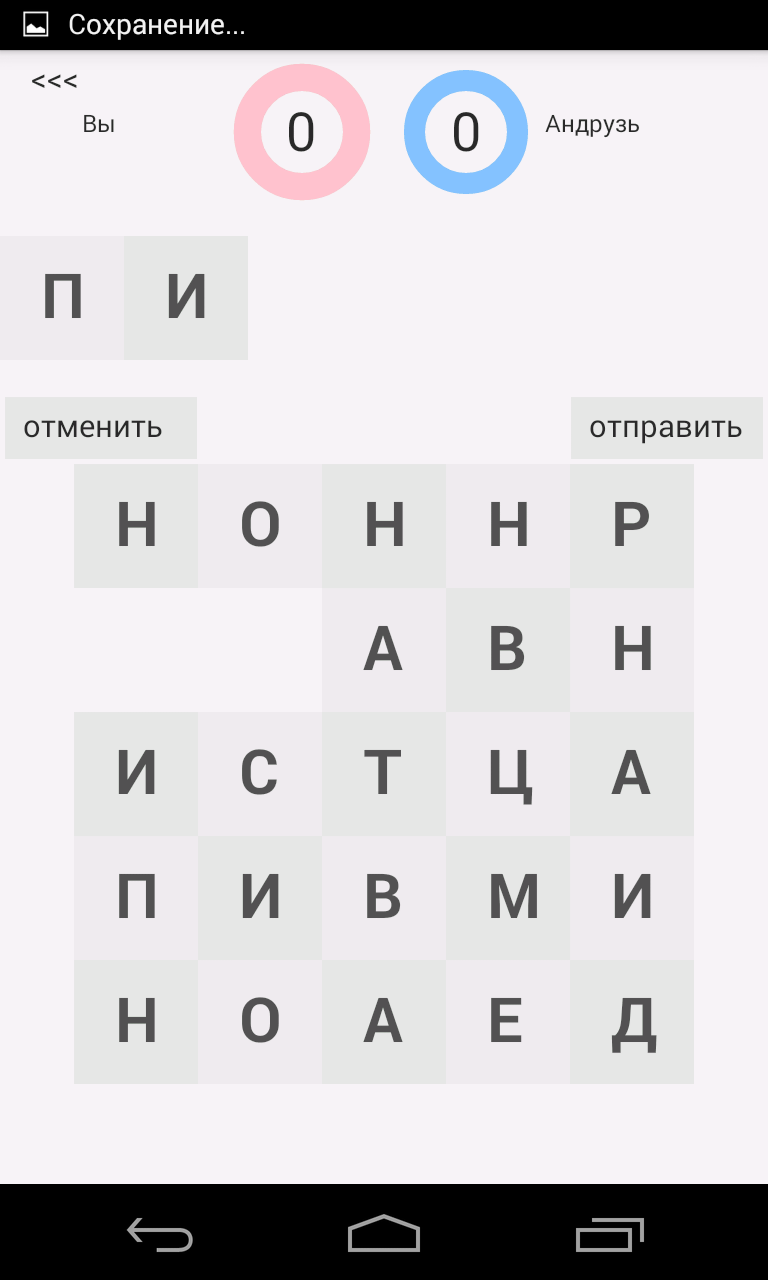 Сохранение...
<<<
Вы 0 0 Андрузь
П И
отменить отправить
Н О Н Н Р
А В Н
И С Т Ц А
П И В М И
Н О А Е Д